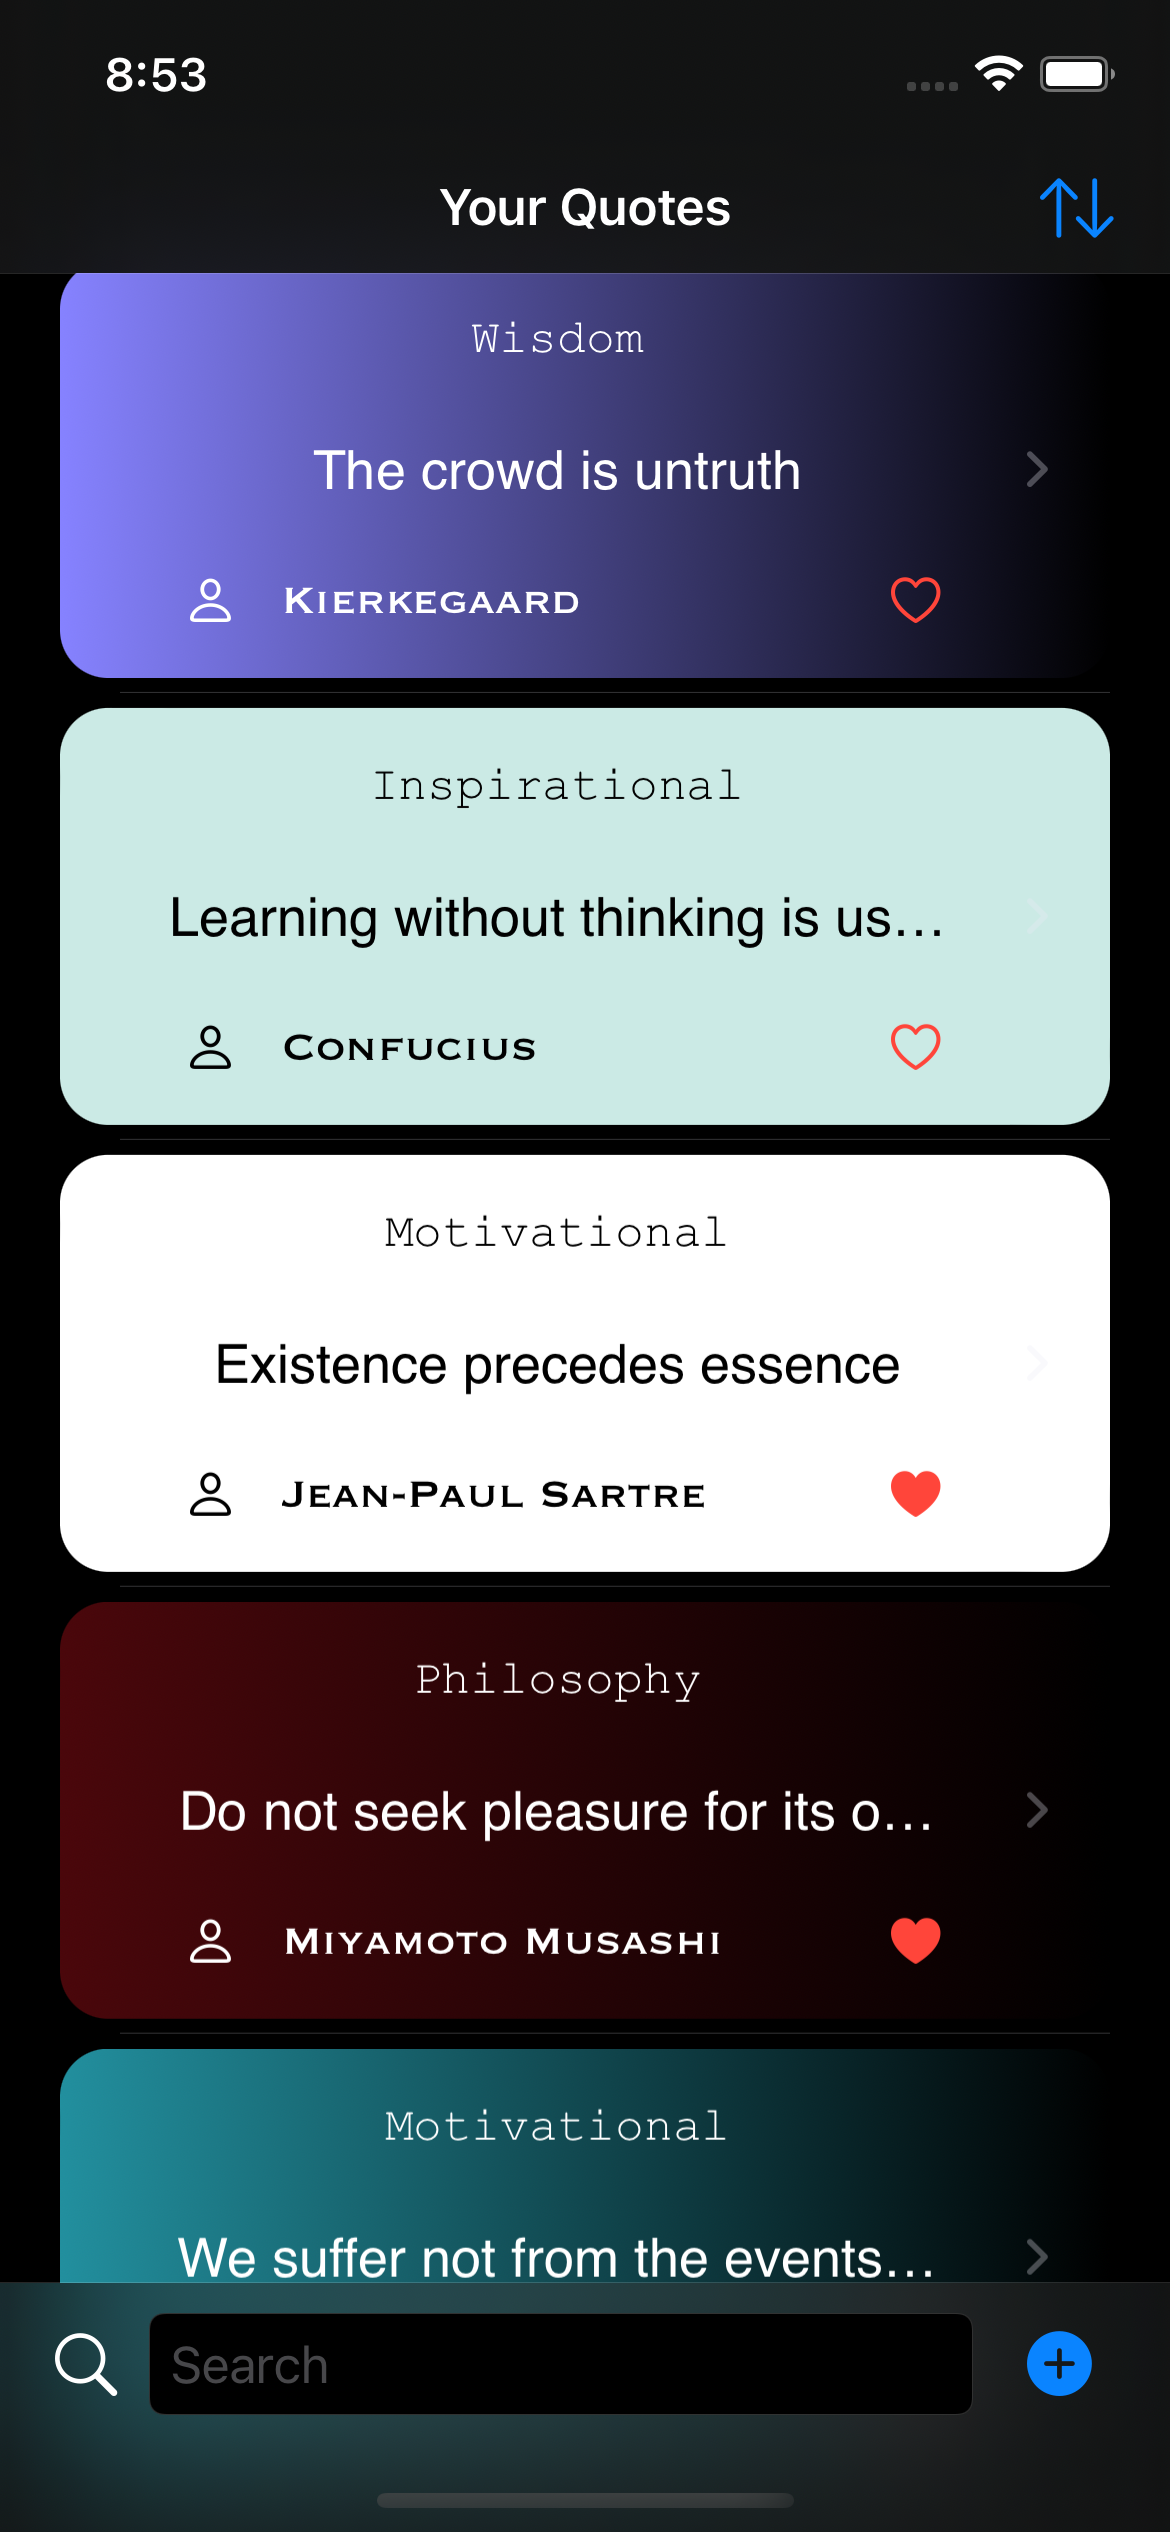 8:53
Your Quotes
Wisdom
The crowd is untruth
Kierkegaard
Inspirational
Learning without thinking is us...
Confucius
Motivational
Existence precedes essence
Jean-Paul Sartre
Philosophy
Do not seek pleasure for its o...
Miyamoto Musashi
Motivational
We suffer not from the events...
Search